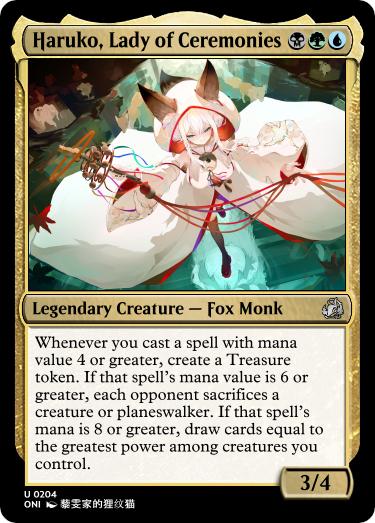 Haruko, Lady of Ceremonies
Legendary Creature — Fox Monk
Whenever you cast a spell with mana
value 4 or greater, create a Treasure
token. If that spell's mana value is 6 or
greater, each opponent sacrifices a
creature or planeswalker. If that spell's
mana is 8 or greater, draw cards equal to
the greatest power among creatures you
control.
3/4
U 0204
ONI 藜雯家的狸纹猫